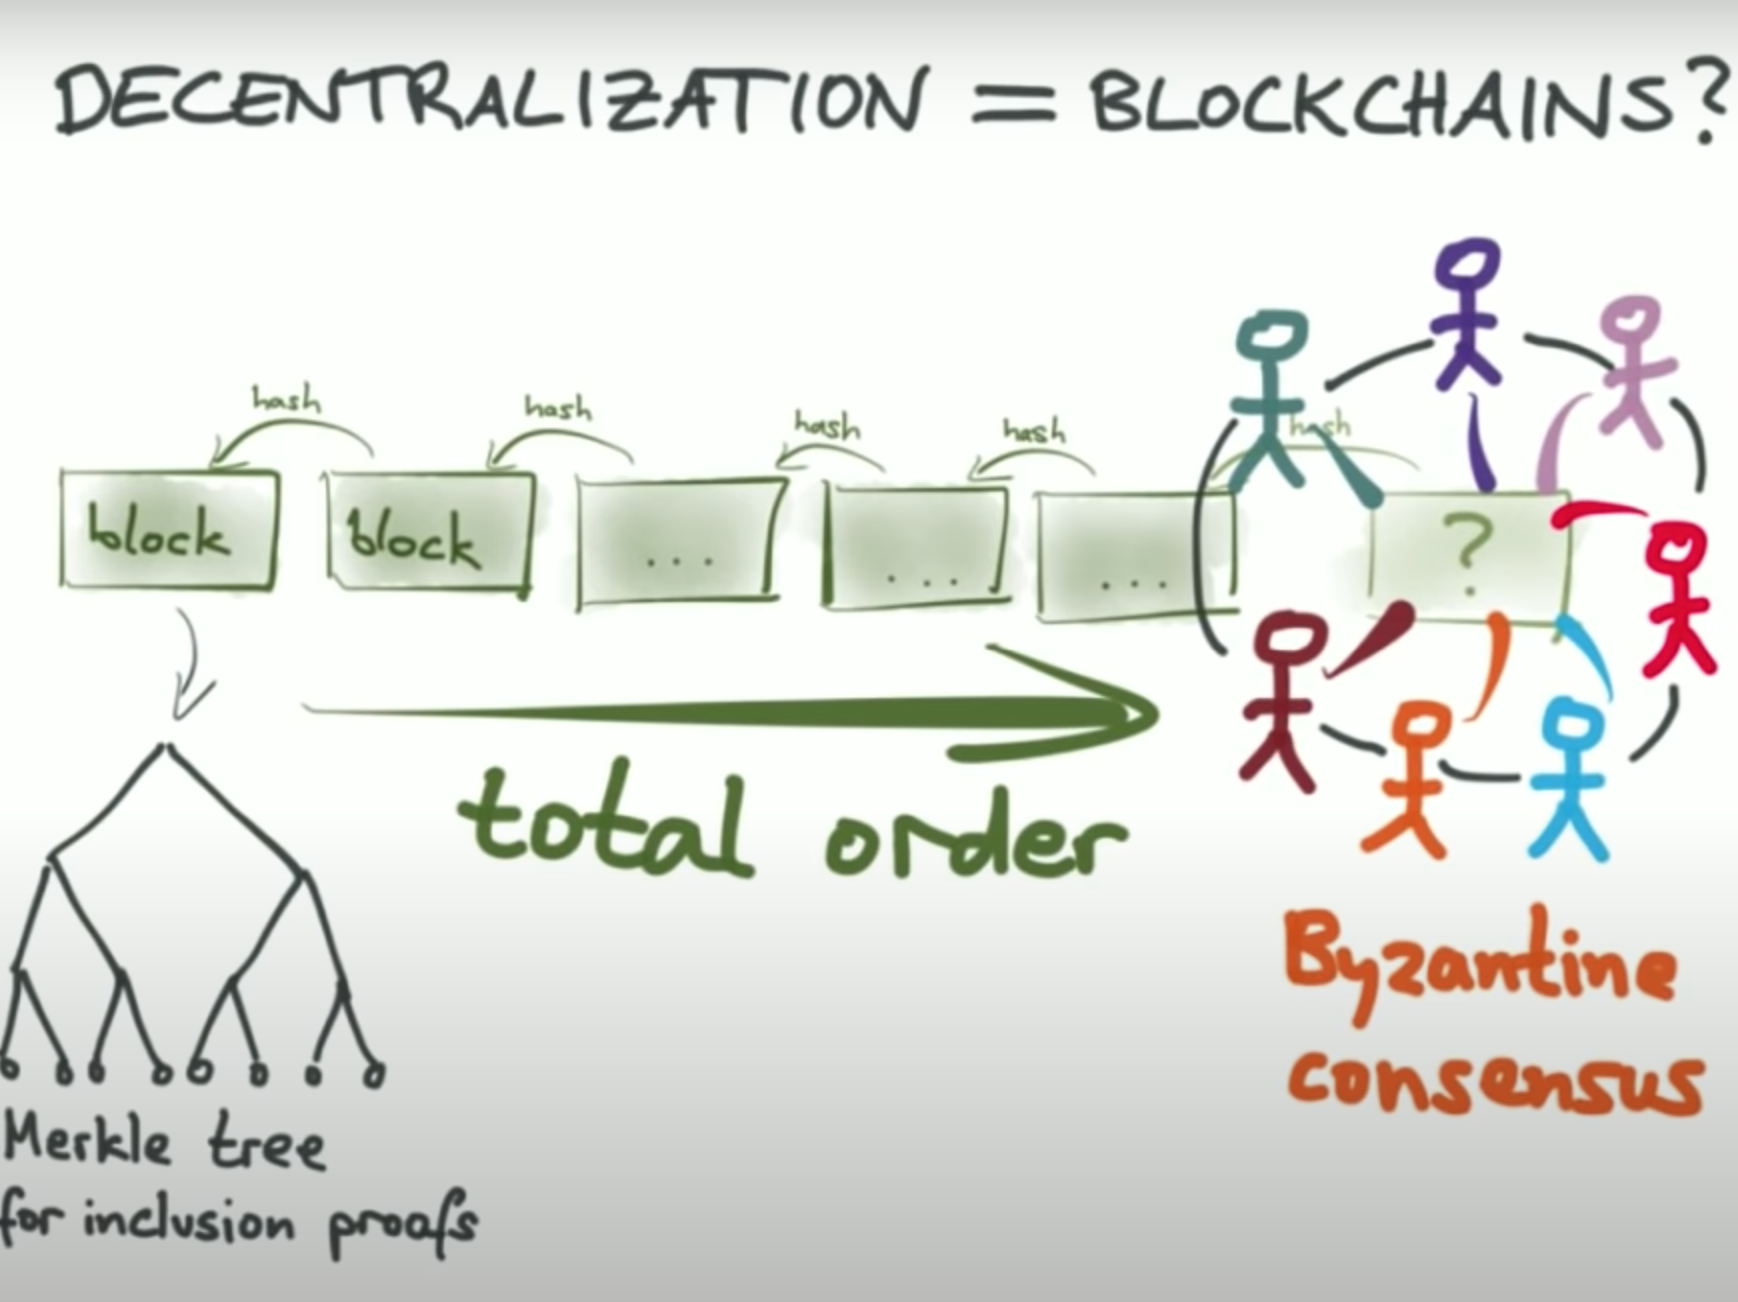 DECENTRALIZATION = BLOCKCHAINS?
hash hash hash hash hash
block block ... ... ... ?
total order
Byzantine
consensus
Merkle tree
for inclusion proofs